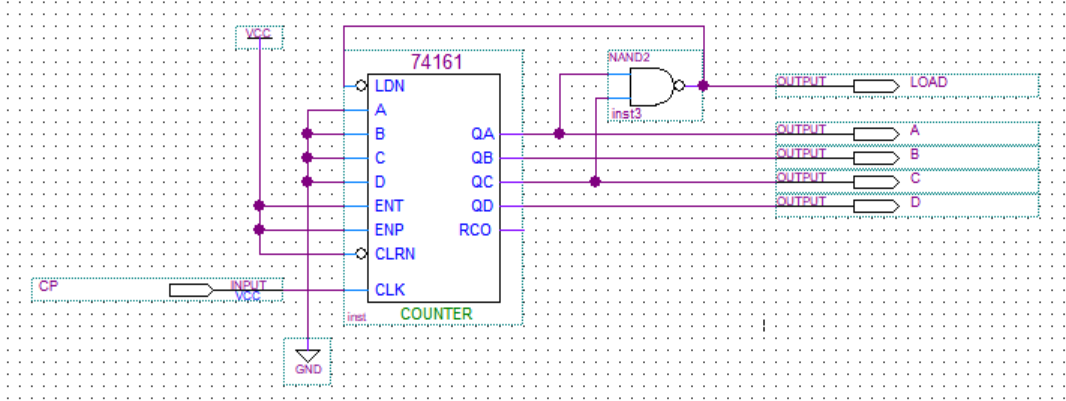 VCC
74161
NAND2
LDN
OUTPUT LOAD
A
inst3
B QA
OUTPUT A
C QB
OUTPUT B
D QC
OUTPUT C
ENT QD
OUTPUT D
ENP RCO
CLRN
CP INPUT
VCC
CLK
inst
COUNTER
GND